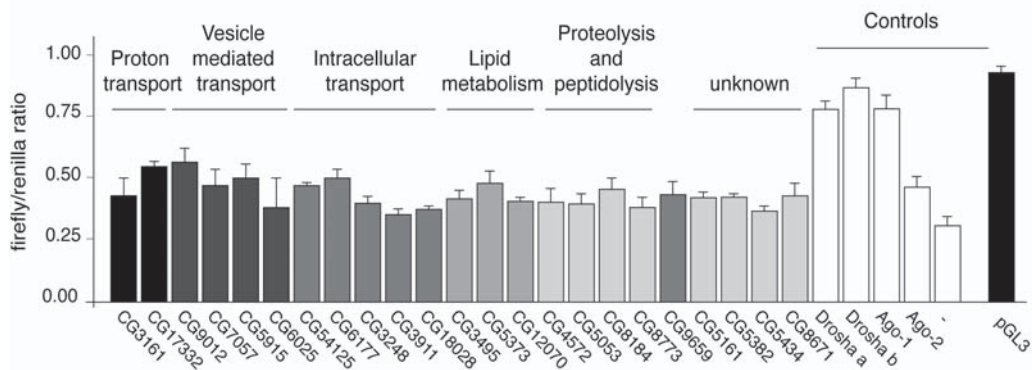 Controls
Vesicle
Proton mediated Intracellular Lipid Proteolysis and
transport transport transport metabolism peptidolysis unknown
firefly/renilla ratio
1.00
0.75
0.50
0.25
0.00
CG3161
CG17332
CG9012
CG7057
CG5915
CG6025
CG54125
CG6177
CG3248
CG3911
CG18028
CG3495
CG5373
CG12070
CG4572
CG5053
CG8184
CG8773
CG9659
CG5161
CG5382
CG5434
CG8671
Drosha a
Drosha b
Ago-1
Ago-2
-
pGL3